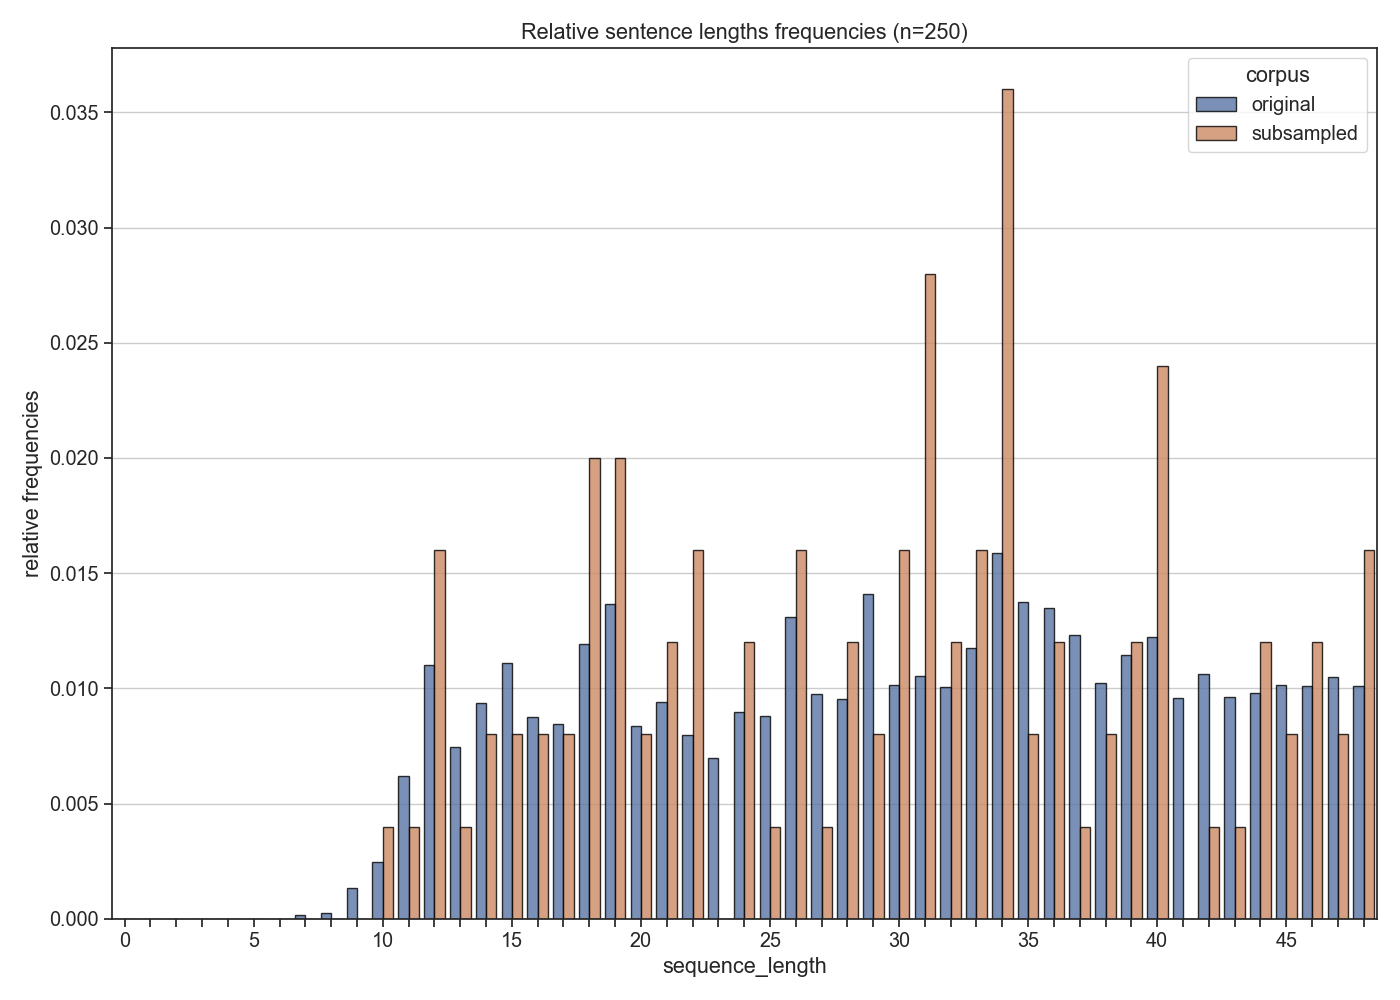 Relative sentence lengths frequencies (n=250)
corpus
original
subsampled
relative frequencies
0.035
0.030
0.025
0.020
0.015
0.010
0.005
0.000
0 5 10 15 20 25 30 35 40 45
sequence_length